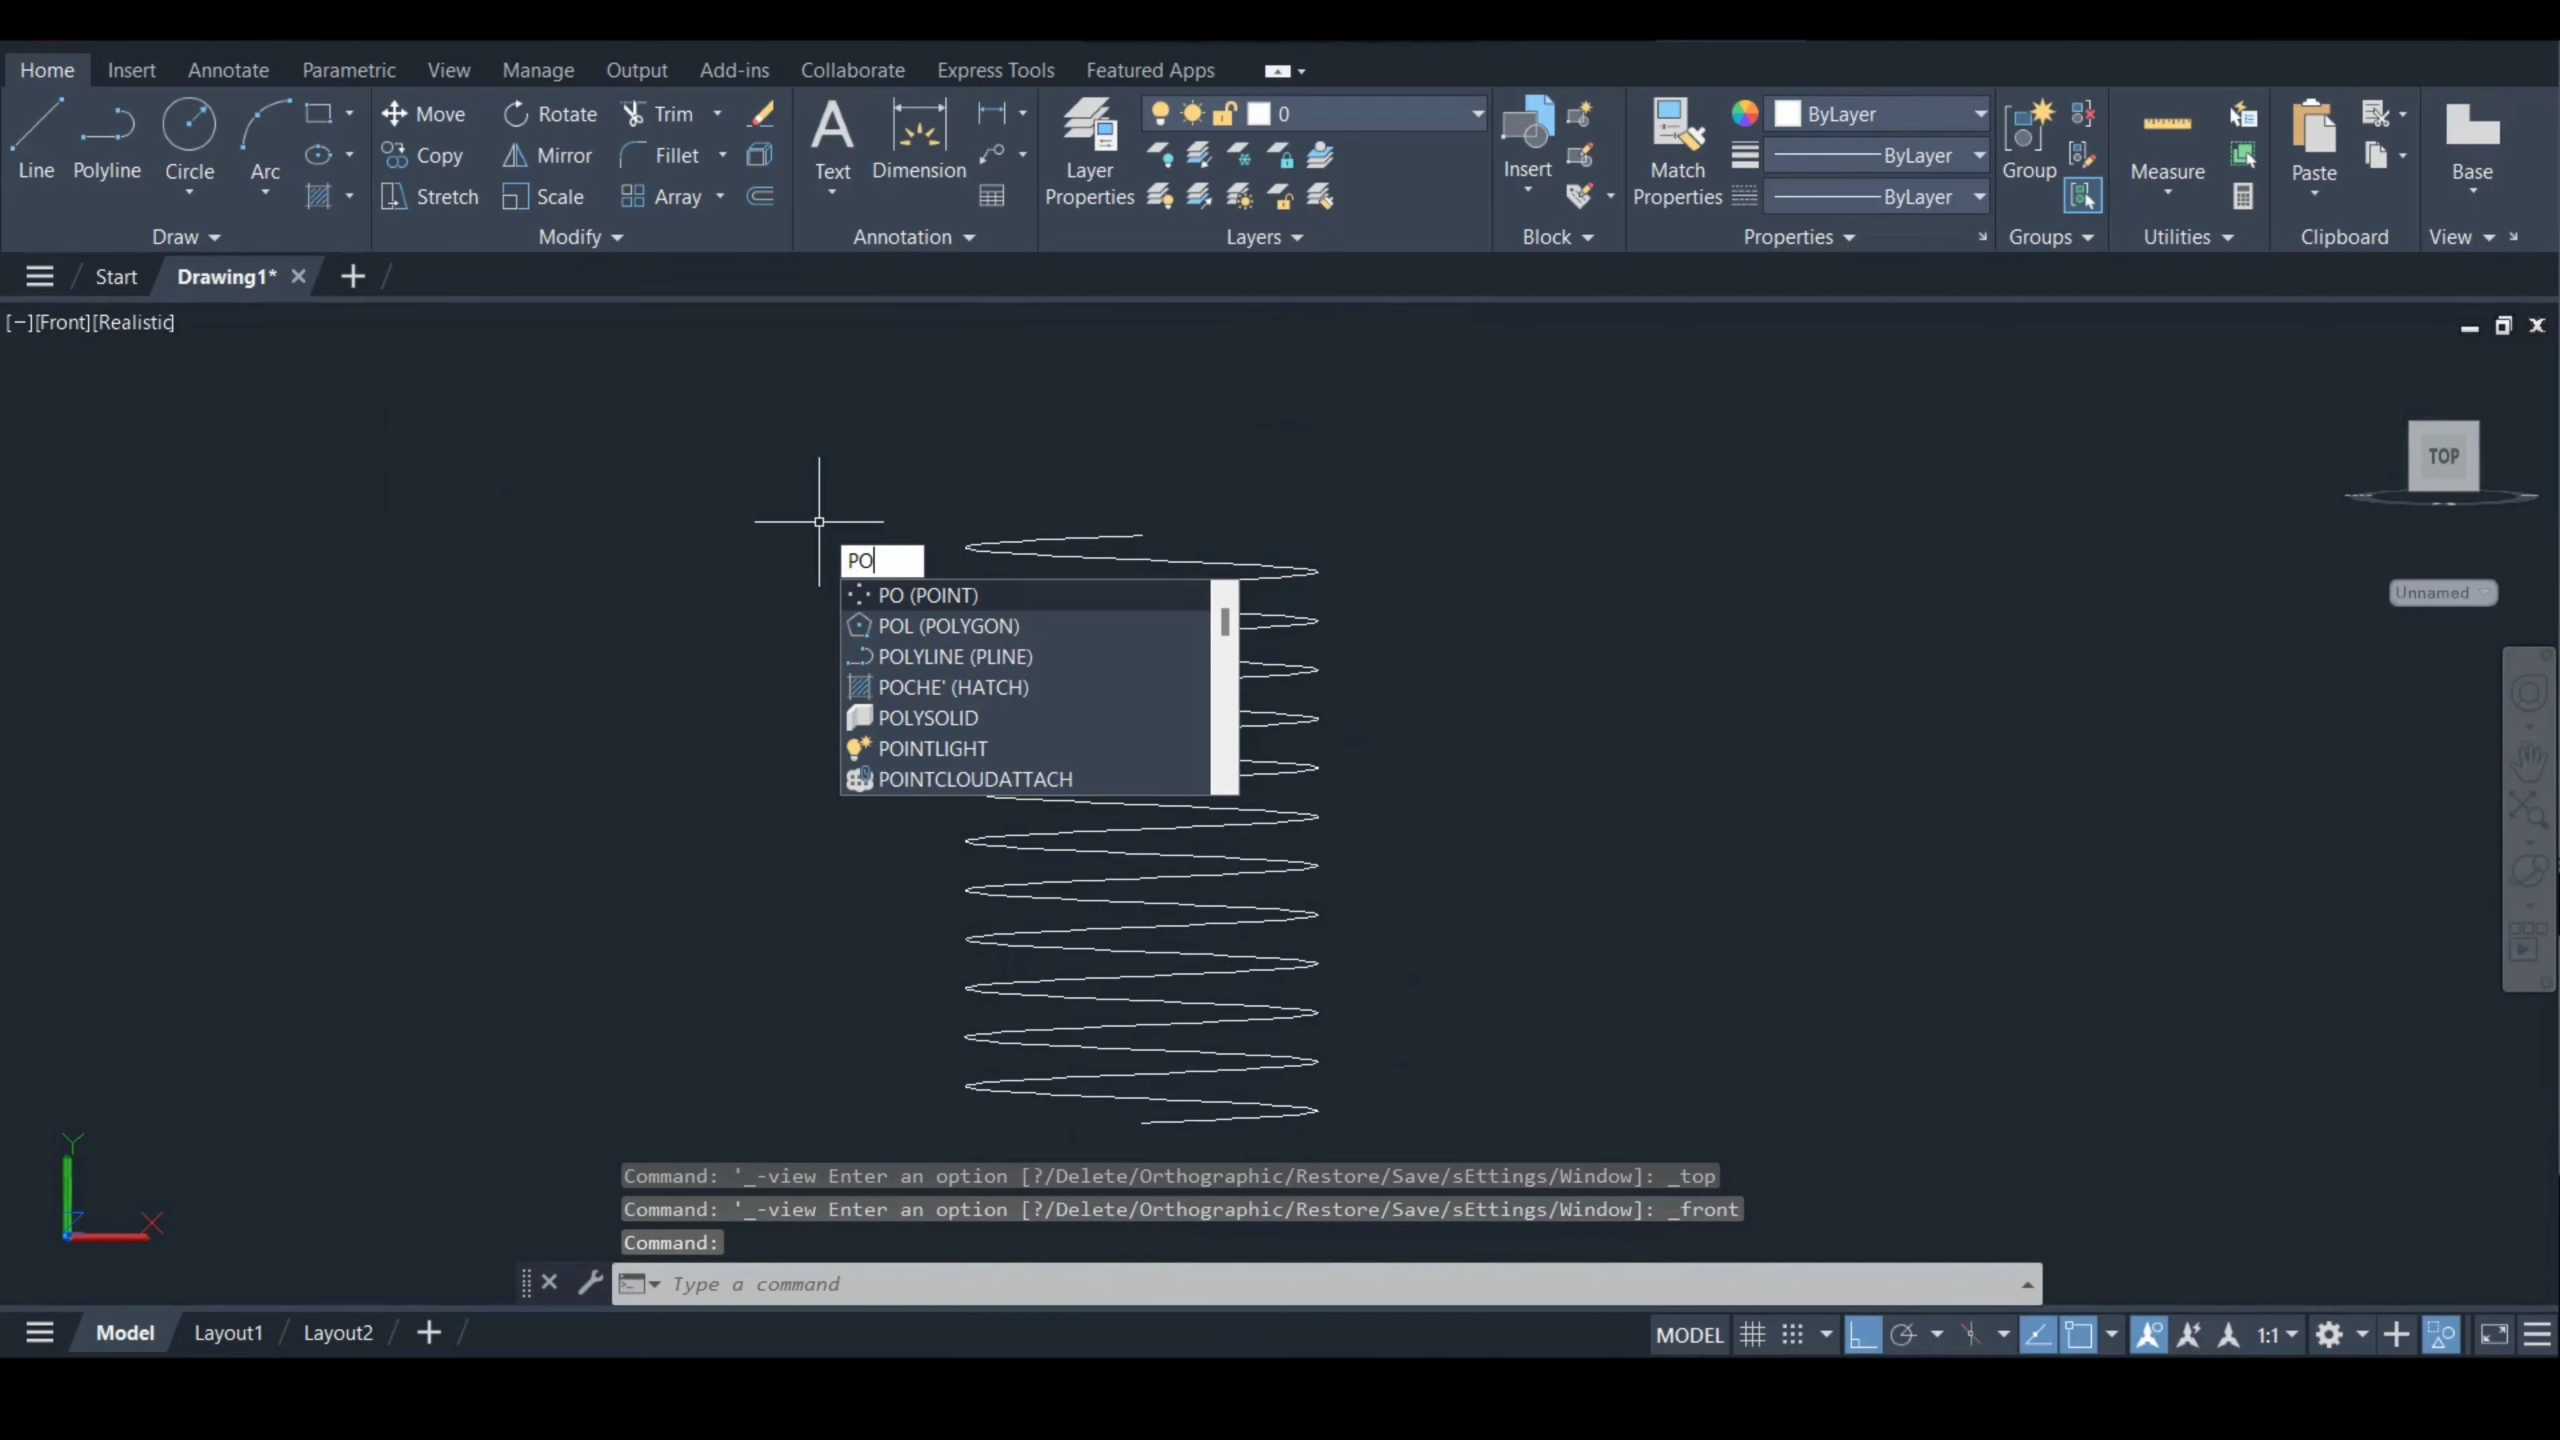 Home Insert Annotate Parametric View Manage Output Add-ins Collaborate Express Tools Featured Apps
Line Polyline Circle Arc
Move Rotate Trim
Copy Mirror Fillet
Stretch Scale Array
Text Dimension
Layer Properties
0
Insert
Match Properties
ByLayer
ByLayer
ByLayer
Group
Measure
Paste
Base
Draw Modify Annotation Layers Block Properties Groups Utilities Clipboard View
Start Drawing1*
[−][Front][Realistic]
TOP
Unnamed
PO
PO (POINT)
POL (POLYGON)
POLYLINE (PLINE)
POCHE' (HATCH)
POLYSOLID
POINTLIGHT
POINTCLOUDATTACH
Y
Z
X
Command: '_-view Enter an option [?/Delete/Orthographic/Restore/Save/sEttings/Window]: _top
Command: '_-view Enter an option [?/Delete/Orthographic/Restore/Save/sEttings/Window]: _front
Command:
Type a command
Model Layout1 Layout2
MODEL 1:1